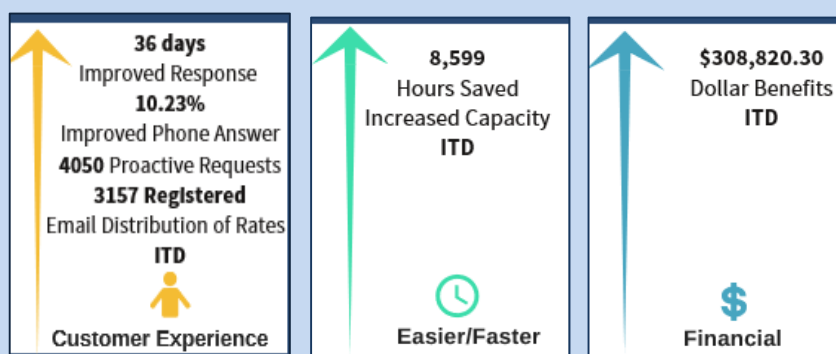 36 days
Improved Response
10.23%
Improved Phone Answer
4050 Proactive Requests
3157 Registered
Email Distribution of Rates
ITD
Customer Experience
8,599
Hours Saved
Increased Capacity
ITD
Easier/Faster
$308,820.30
Dollar Benefits
ITD
$
Financial